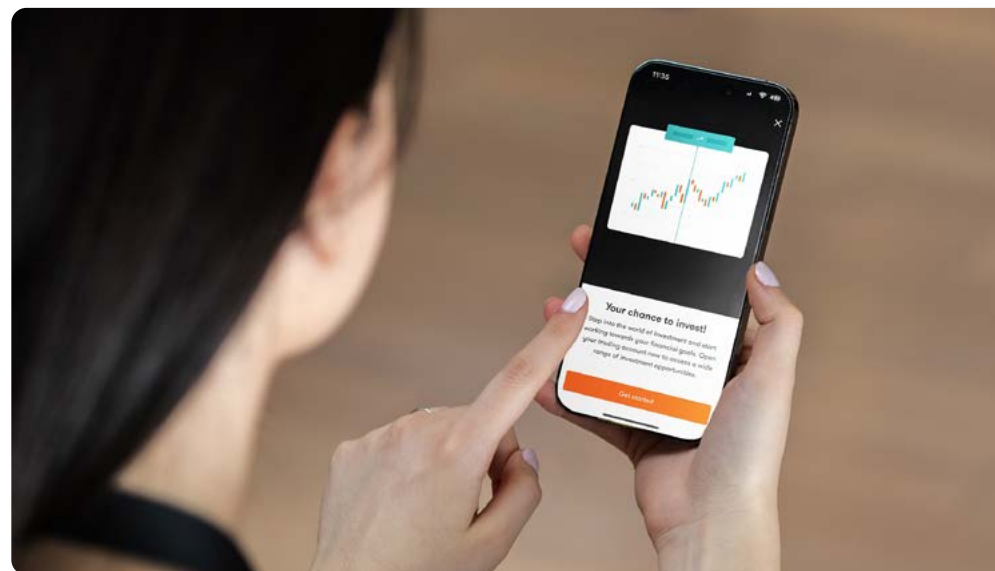 11:35
Your chance to invest!
Step into the world of investment and start
working towards your financial goals. Open
your trading account now to access a wide
range of investment opportunities.
Get started